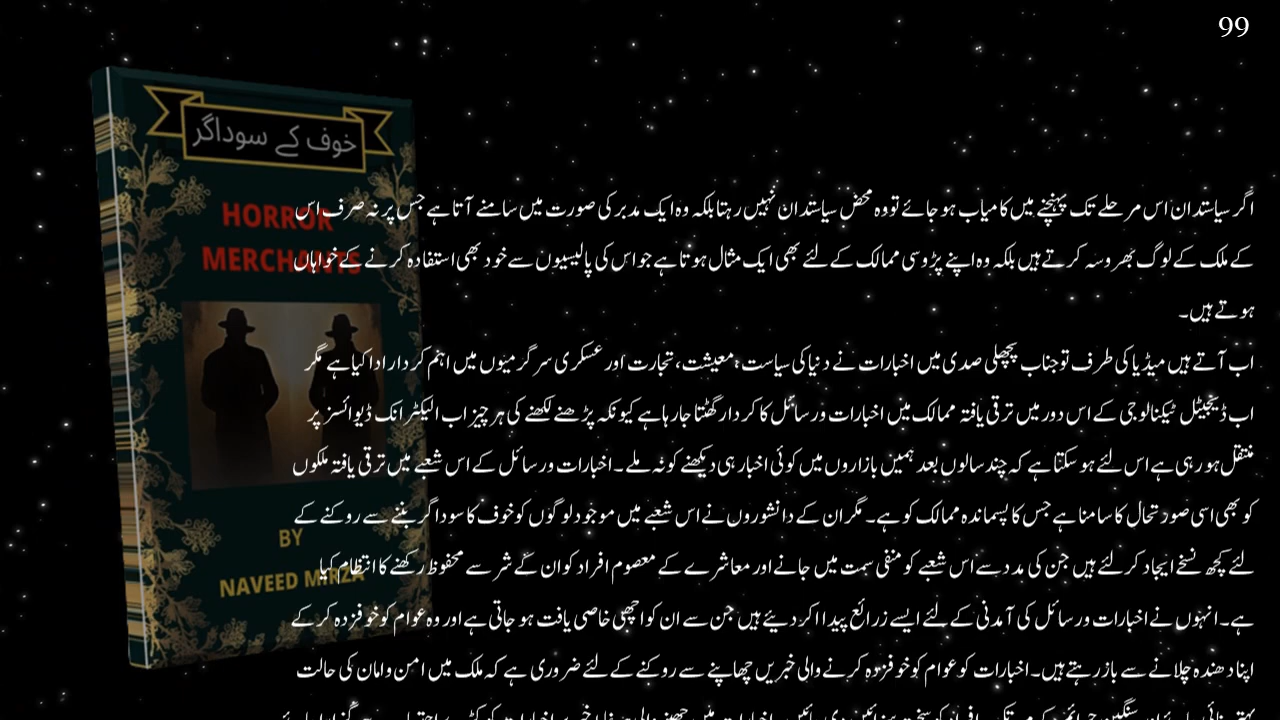 99
خوف کے سوداگر
HORROR
MERCHANTS
BY
NAVEED MIRZA
اگر سیاستدان اس مرحلے تک پہنچنے میں کامیاب ہو جائے تو وہ محض سیاستدان نہیں رہتا بلکہ وہ ایک مدبر کی صورت میں سامنے آتا ہے جس پر نہ صرف اس
کے ملک کے لوگ بھروسہ کرتے ہیں بلکہ وہ اپنے پڑوسی ممالک کے لئے بھی ایک مثال ہوتا ہے جو اس کی پالیسیوں سے خود بھی استفادہ کرنے کے خواہاں
ہوتے ہیں۔
اب آتے ہیں میڈیا کی طرف تو جناب پچھلی صدی میں اخبارات نے دنیا کی سیاست، معیشت، تجارت اور عسکری سرگرمیوں میں اہم کردار ادا کیا ہے مگر
اب ڈیجیٹل ٹیکنالوجی کے اس دور میں ترقی یافتہ ممالک میں اخبارات و رسائل کا کردار گھٹتا جا رہا ہے کیونکہ پڑھنے لکھنے کی ہر چیز اب الیکٹرانک ڈیوائسز پر
منتقل ہو رہی ہے اس لئے ہو سکتا ہے کہ چند سالوں بعد ہمیں بازاروں میں کوئی اخبار ہی دیکھنے کو نہ ملے۔ اخبارات و رسائل کے اس شعبے میں ترقی یافتہ ملکوں
کو بھی اسی صورتحال کا سامنا ہے جس کا پسماندہ ممالک کو ہے۔ مگر ان کے دانشوروں نے اس شعبے میں موجود لوگوں کو خوف کا سوداگر بننے سے روکنے کے
لئے کچھ نسخے ایجاد کر لئے ہیں جن کی مدد سے اس شعبے کو منفی سمت میں جانے اور معاشرے کے معصوم افراد کو ان کے شر سے محفوظ رکھنے کا انتظام کیا
ہے۔ انہوں نے اخبارات و رسائل کی آمدنی کے لئے ایسے زرائع پیدا اکر دیئے ہیں جن سے ان کو اچھی خاصی یافت ہو جاتی ہے اور وہ عوام کو خوفزدہ کر کے
اپنا دھندہ چلانے سے باز رہتے ہیں۔ اخبارات کو عوام کو خوفزدہ کرنے والی خبریں چھاپنے سے روکنے کے لئے ضروری ہے کہ ملک میں امن و امان کی حالت